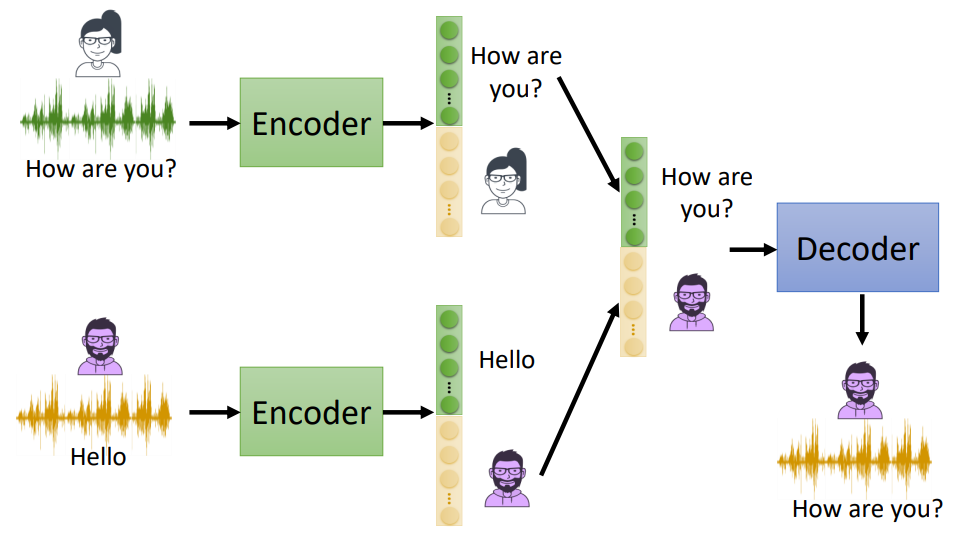 How are you?
Encoder
How are
you?
How are
you?
Decoder
Hello
Encoder
Hello
How are you?